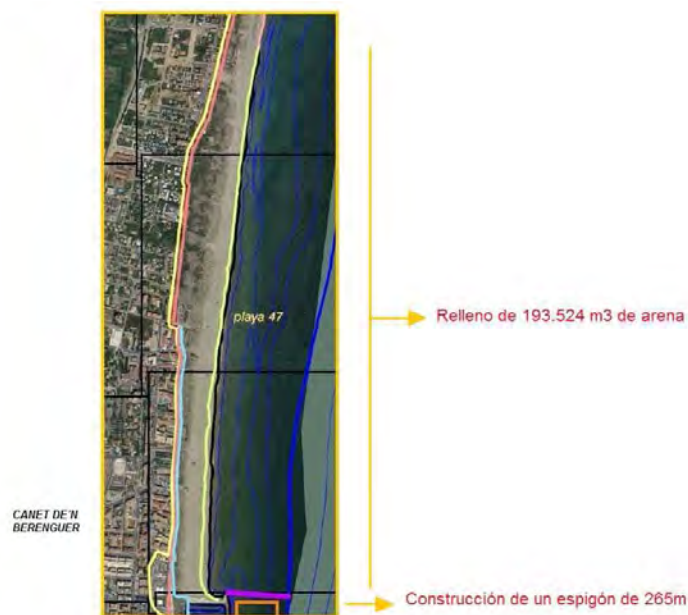 playa 47
Relleno de 193.524 m3 de arena
CANET DE'N
BERENGUER
Construcción de un espigón de 265m